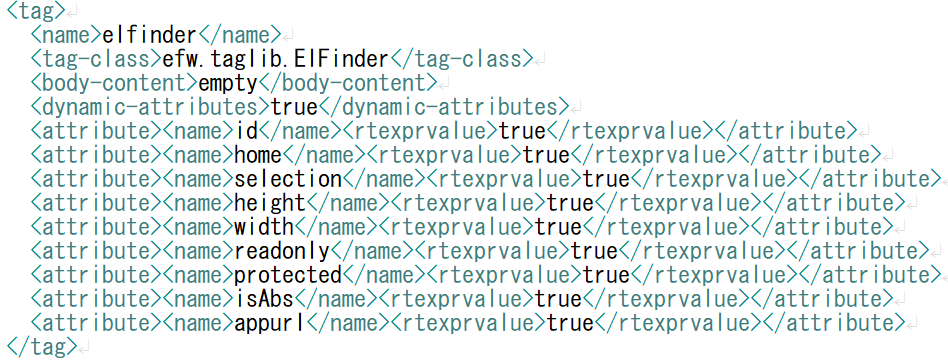 <tag>
  <name>elfinder</name>
  <tag-class>efw.taglib.ElFinder</tag-class>
  <body-content>empty</body-content>
  <dynamic-attributes>true</dynamic-attributes>
  <attribute><name>id</name><rtexprvalue>true</rtexprvalue></attribute>
  <attribute><name>home</name><rtexprvalue>true</rtexprvalue></attribute>
  <attribute><name>selection</name><rtexprvalue>true</rtexprvalue></attribute>
  <attribute><name>height</name><rtexprvalue>true</rtexprvalue></attribute>
  <attribute><name>width</name><rtexprvalue>true</rtexprvalue></attribute>
  <attribute><name>readonly</name><rtexprvalue>true</rtexprvalue></attribute>
  <attribute><name>protected</name><rtexprvalue>true</rtexprvalue></attribute>
  <attribute><name>isAbs</name><rtexprvalue>true</rtexprvalue></attribute>
  <attribute><name>appurl</name><rtexprvalue>true</rtexprvalue></attribute>
</tag>